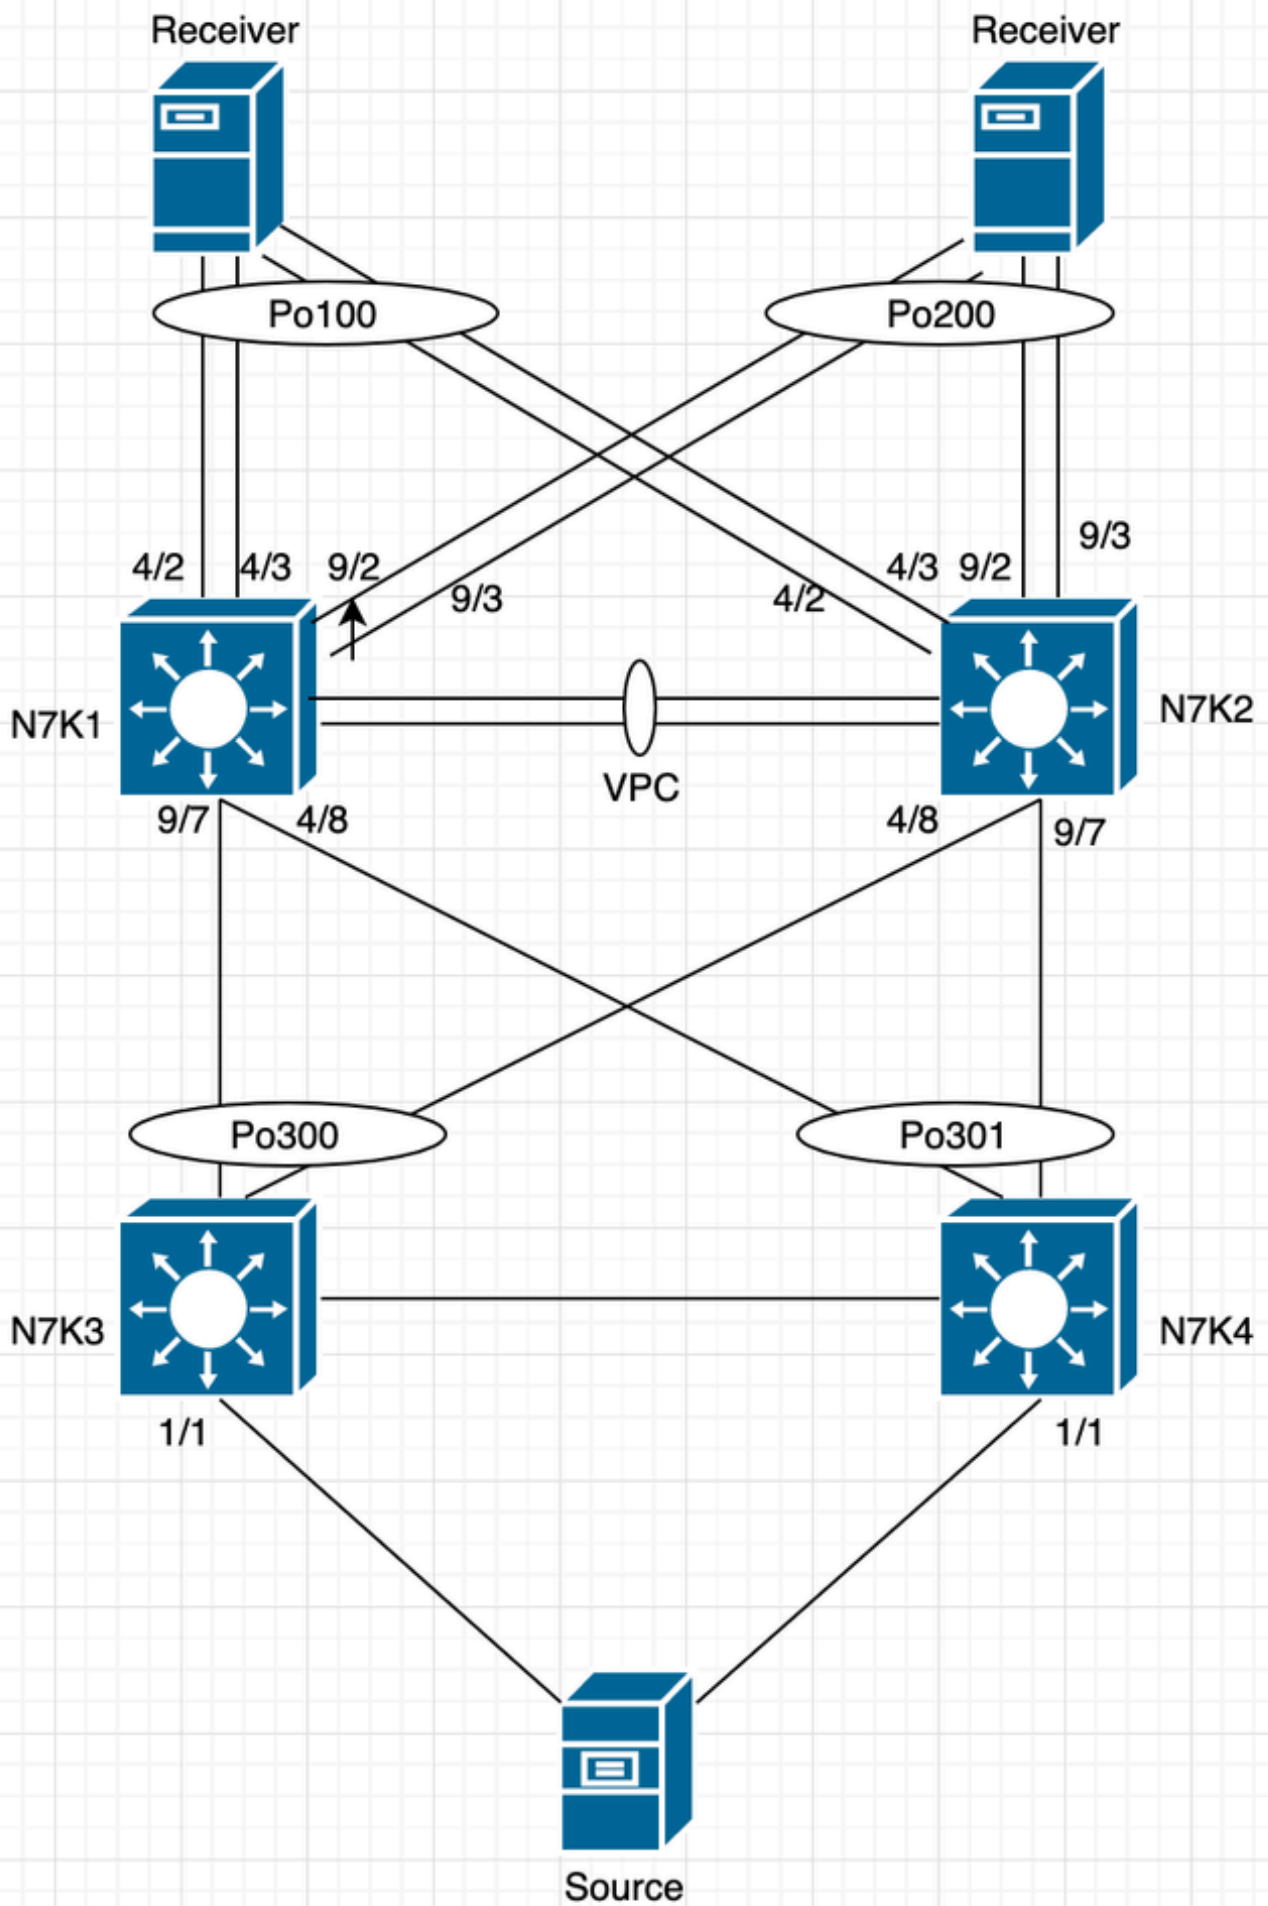 Receiver
Receiver
Po100
Po200
9/3
4/2
4/3
9/2
4/3
9/2
9/3
4/2
N7K1
N7K2
VPC
9/7
4/8
4/8
9/7
Po300
Po301
N7K3
N7K4
1/1
1/1
Source